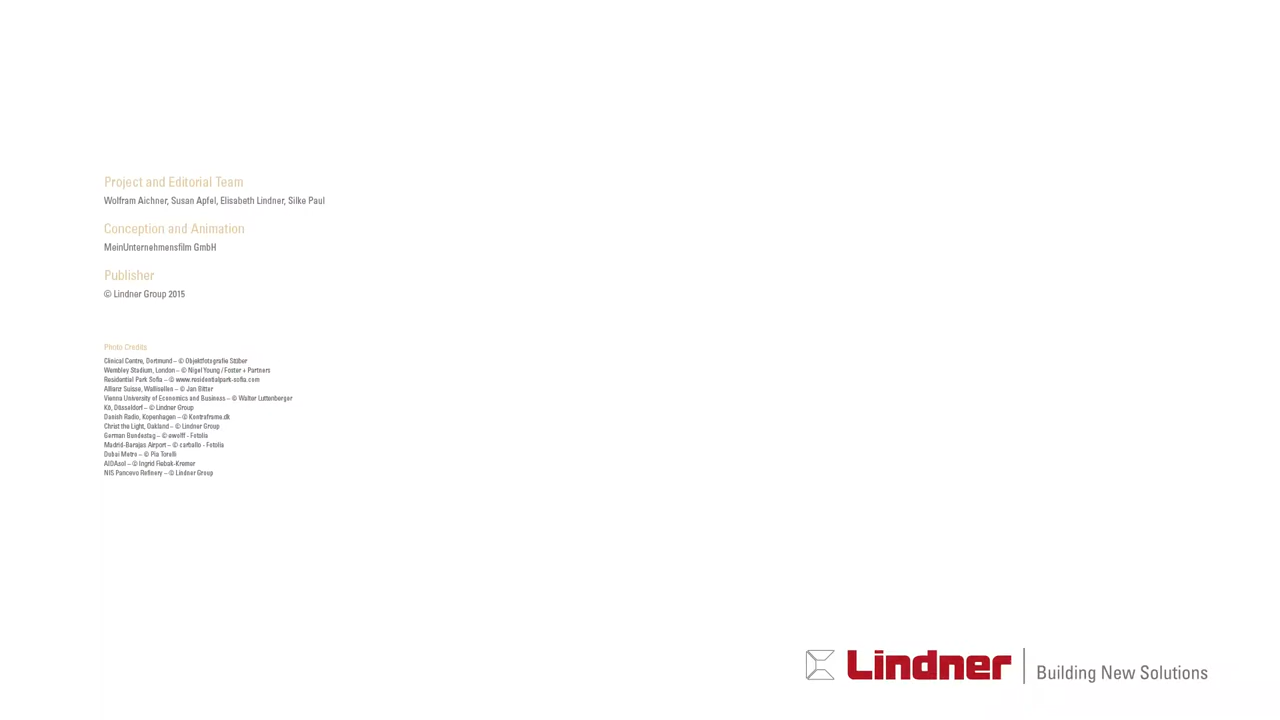 Project and Editorial Team
Wolfram Aichner, Susan Apfel, Elisabeth Lindner, Silke Paul
Conception and Animation
MeinUnternehmensfilm GmbH
Publisher
© Lindner Group 2015
Photo Credits
Clinical Centre, Dortmund – © Objektfotografie Stüber
Wembley Stadium, London – © Nigel Young / Foster + Partners
Residential Park Sofia – © www.residentialpark-sofia.com
Allianz Suisse, Wallisellen – © Jan Bitter
Vienna University of Economics and Business – © Walter Luttenberger
Kö, Düsseldorf – © Lindner Group
Danish Radio, Kopenhagen – © Kontraframe.dk
Christ the Light, Oakland – © Lindner Group
German Bundestag – © ewolff - Fotolia
Madrid-Barajas Airport – © carballo - Fotolia
Dubai Metro – © Pia Torelli
AIDAsol – © Ingrid Fiebak-Kremer
NIS Pancevo Refinery – © Lindner Group
Lindner | Building New Solutions